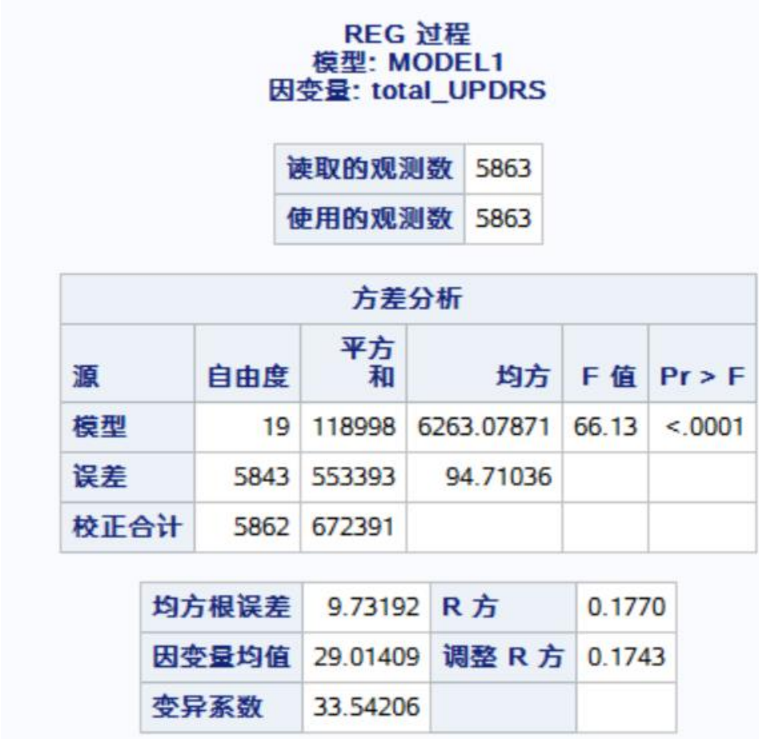 REG 过程
模型: MODEL1
因变量: total_UPDRS
读取的观测数 5863
使用的观测数 5863
方差分析
源 自由度 平方和 均方 F 值 Pr > F
模型 19 118998 6263.07871 66.13 <.0001
误差 5843 553393 94.71036
校正合计 5862 672391
均方根误差 9.73192 R 方 0.1770
因变量均值 29.01409 调整 R 方 0.1743
变异系数 33.54206